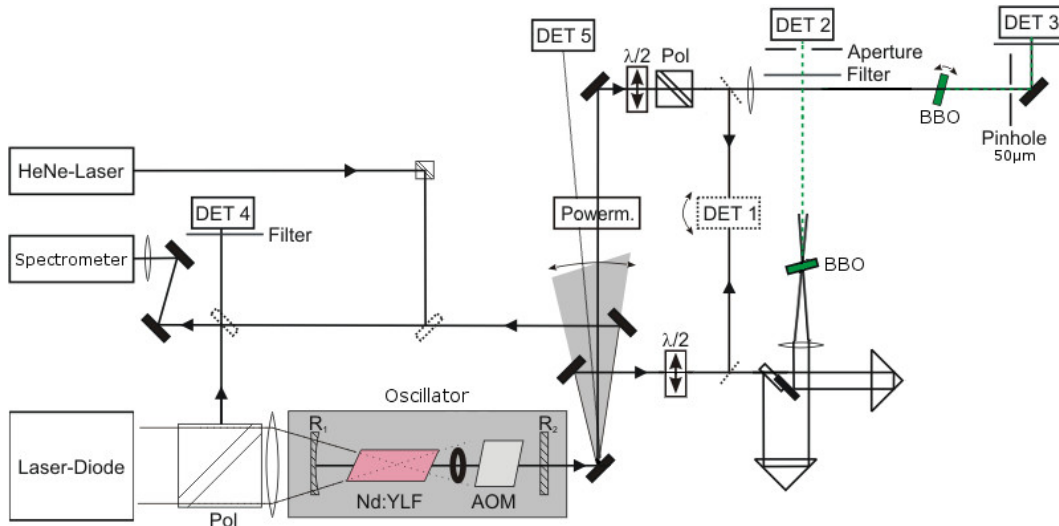 DET 2
DET 3
DET 5
λ/2
Pol
Aperture
Filter
BBO
Pinhole
50μm
HeNe-Laser
DET 4
Filter
Powerm.
DET 1
Spectrometer
BBO
λ/2
Oscillator
R1
R2
Laser-Diode
Nd:YLF
AOM
Pol